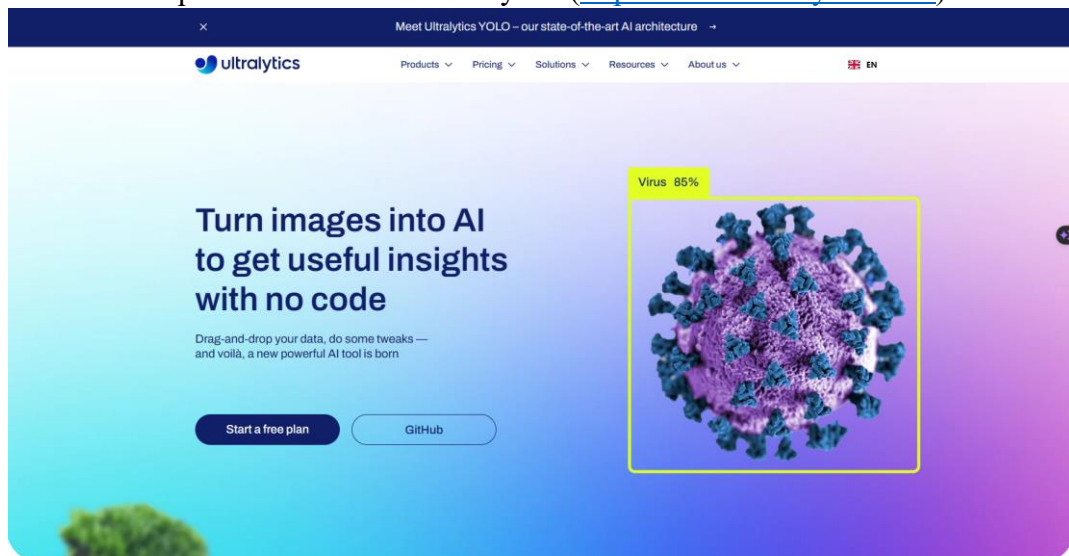 Meet Ultralytics YOLO – our state-of-the-art AI architecture →
ultralytics
Products Pricing Solutions Resources About us EN
Virus 85%
Turn images into AI
to get useful insights
with no code
Drag-and-drop your data, do some tweaks —
and voilà, a new powerful AI tool is born
Start a free plan GitHub